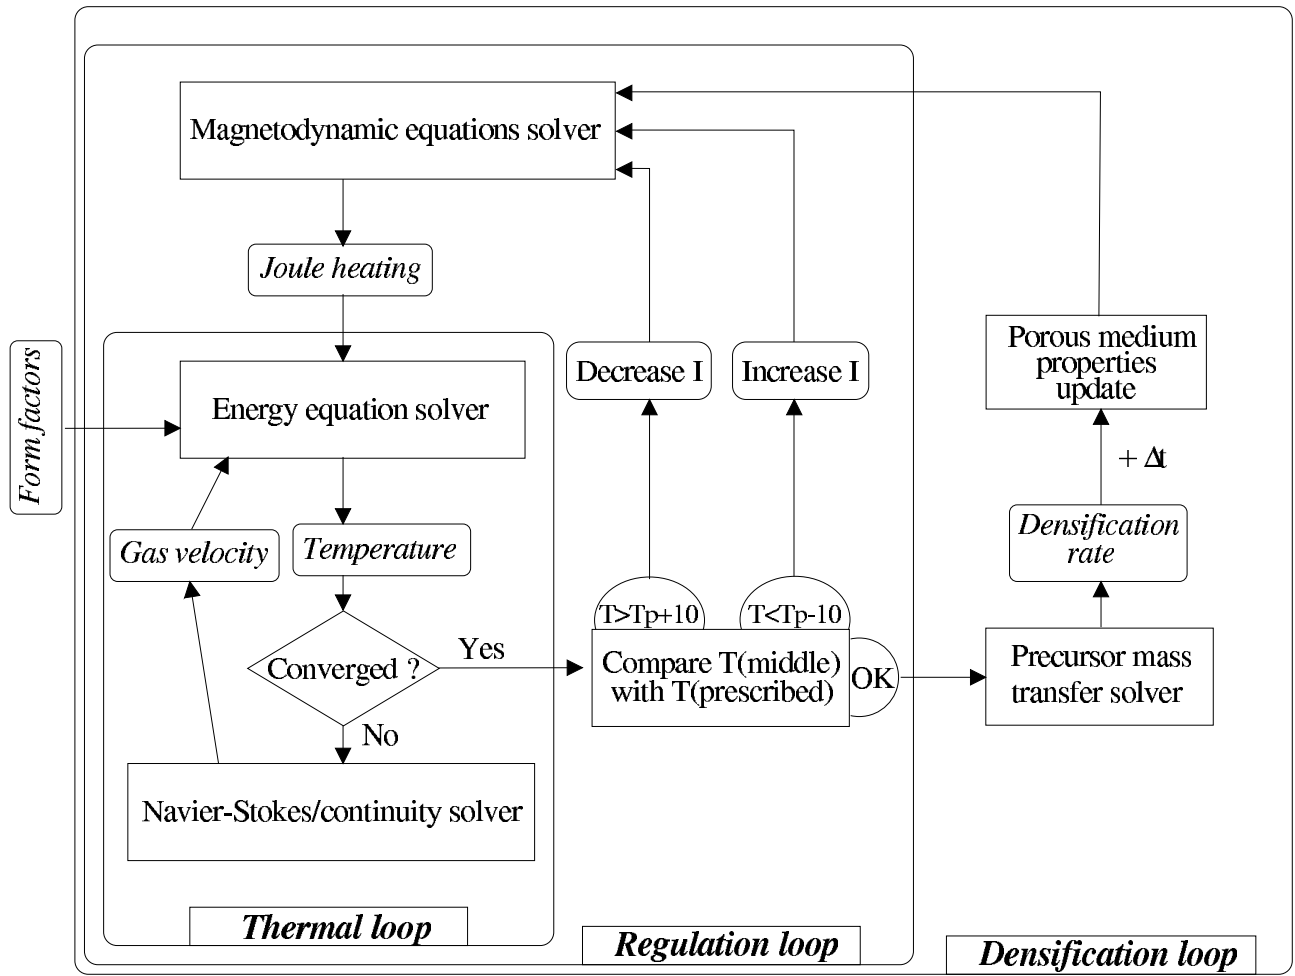 Magnetodynamic equations solver
Joule heating
Form factors
Energy equation solver
Gas velocity
Temperature
Converged ?
Yes
No
Navier-Stokes/continuity solver
Thermal loop
Decrease I
Increase I
T>Tp+10
T<Tp-10
Compare T(middle)
with T(prescribed)
OK
Regulation loop
Porous medium
properties
update
+ Δt
Densification
rate
Precursor mass
transfer solver
Densification loop